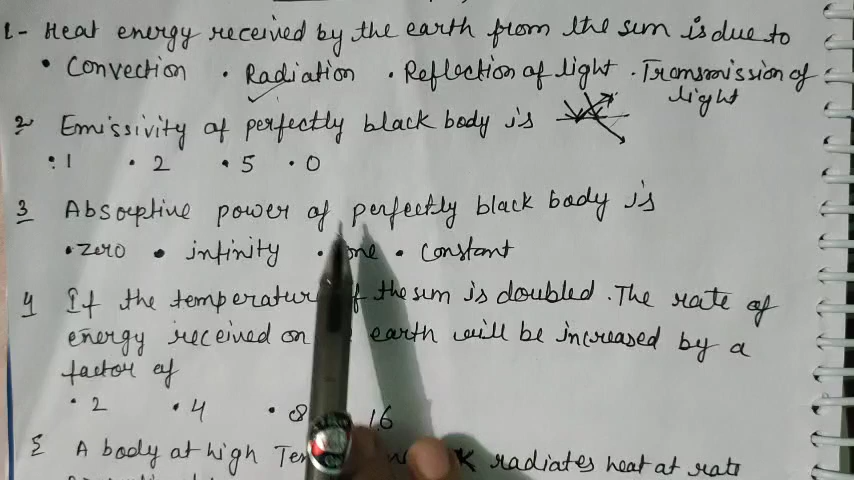 1- Heat energy received by the earth from the sun is due to
• Convection • Radiation • Reflection of light • Transmission of
light
2 Emissivity of perfectly black body is
• 1 • 2 • 5 • 0
3 Absorptive power of perfectly black body is
• Zero • infinity • one • Constant
4 If the temperature of the sun is doubled. The rate of
energy received on earth will be increased by a
factor of
• 2 • 4 • 8 16
5 A body at high radiates heat at rate